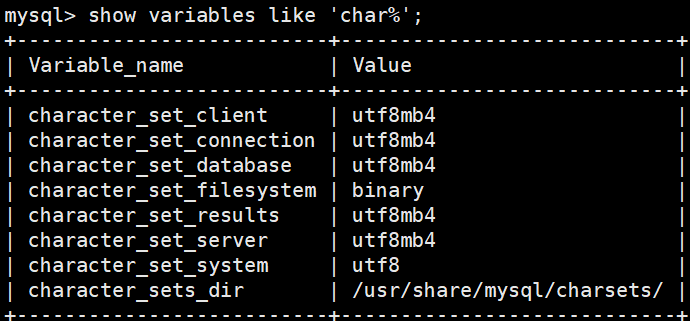 mysql> show variables like 'char%';
+--------------------------+----------------------------+
| Variable_name            | Value                      |
+--------------------------+----------------------------+
| character_set_client     | utf8mb4                    |
| character_set_connection | utf8mb4                    |
| character_set_database   | utf8mb4                    |
| character_set_filesystem | binary                     |
| character_set_results    | utf8mb4                    |
| character_set_server     | utf8mb4                    |
| character_set_system     | utf8                       |
| character_sets_dir       | /usr/share/mysql/charsets/ |
+--------------------------+----------------------------+